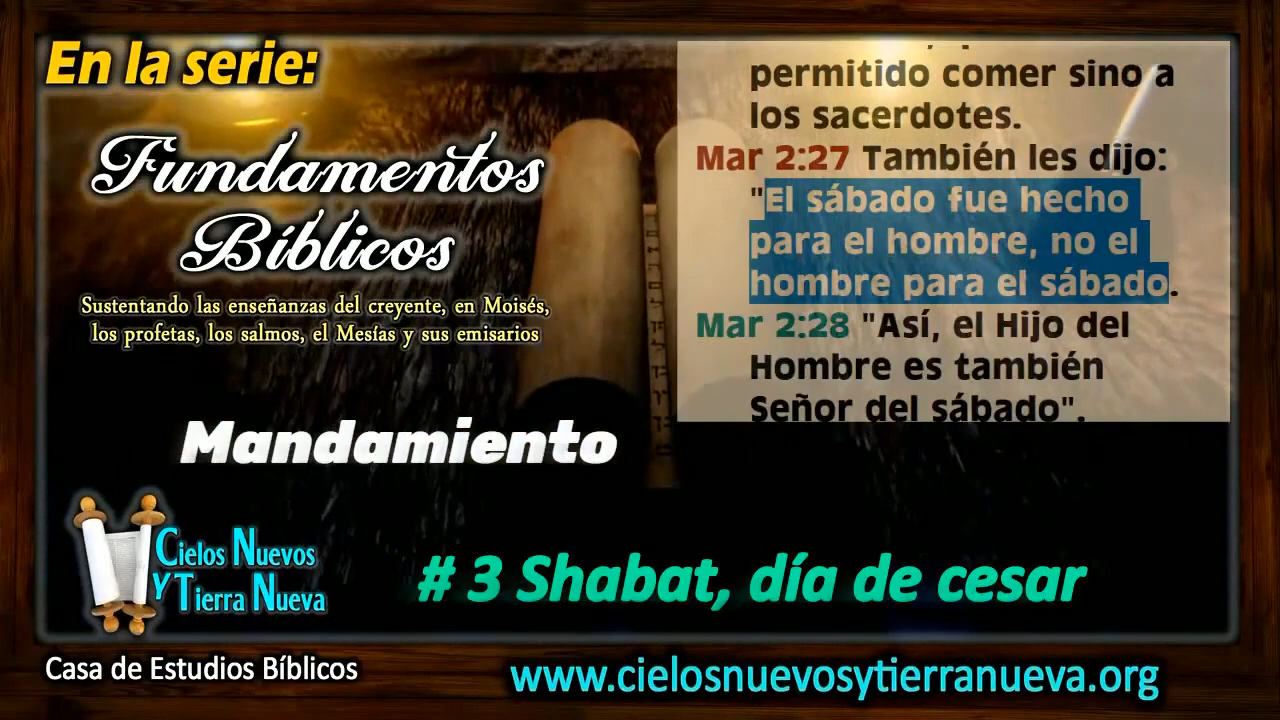 En la serie:
Fundamentos
Bíblicos
Sustentando las enseñanzas del creyente, en Moisés,
los profetas, los salmos, el Mesías y sus emisarios
permitido comer sino a
los sacerdotes.
Mar 2:27 También les dijo:
"El sábado fue hecho
para el hombre, no el
hombre para el sábado.
Mar 2:28 "Así, el Hijo del
Hombre es también
Señor del sábado".
Mandamiento
# 3 Shabat, día de cesar
Cielos Nuevos
Y Tierra Nueva
Casa de Estudios Bíblicos
www.cielosnuevosytierranueva.org